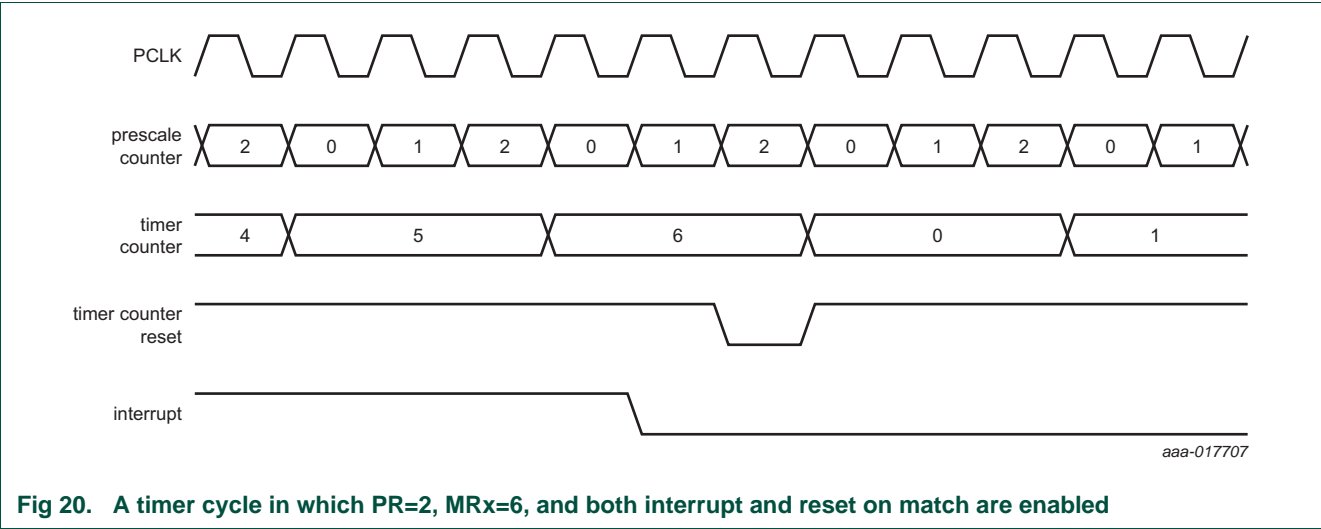 PCLK
prescale
counter
2 0 1 2 0 1 2 0 1 2 0 1
timer
counter
4 5 6 0 1
timer counter
reset
interrupt
aaa-017707
Fig 20. A timer cycle in which PR=2, MRx=6, and both interrupt and reset on match are enabled